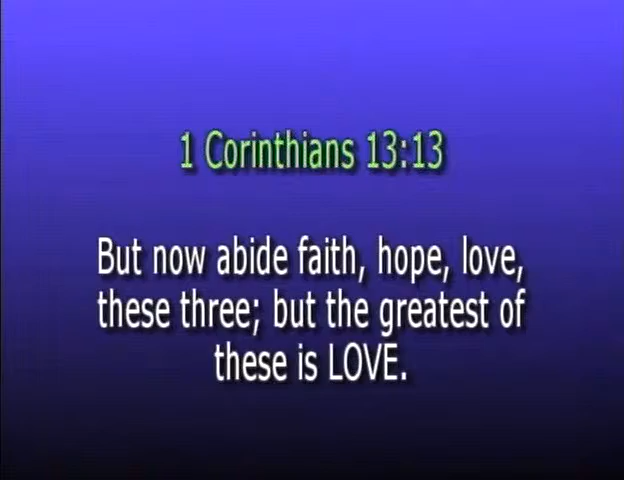 1 Corinthians 13:13
But now abide faith, hope, love,
these three; but the greatest of
these is LOVE.